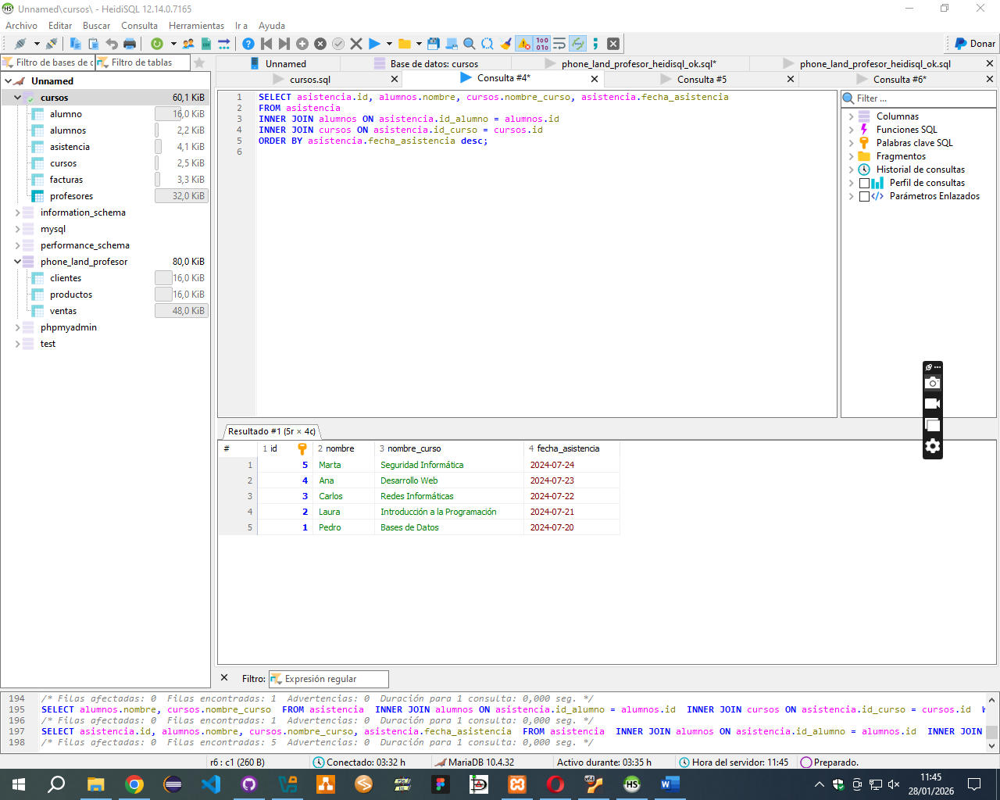 Unnamed\cursos\ - HeidiSQL 12.14.0.7165
Archivo Editar Buscar Consulta Herramientas Ir a Ayuda
Donar
Filtro de bases de d Filtro de tablas
Unnamed
cursos 60,1 KiB
alumno 16,0 KiB
alumnos 2,2 KiB
asistencia 4,1 KiB
cursos 2,5 KiB
facturas 3,3 KiB
profesores 32,0 KiB
information_schema
mysql
performance_schema
phone_land_profesor 80,0 KiB
clientes 16,0 KiB
productos 16,0 KiB
ventas 48,0 KiB
phpmyadmin
test
Unnamed Base de datos: cursos phone_land_profesor_heidisql_ok.sql* phone_land_profesor_heidisql_ok.sql
cursos.sql Consulta #4* Consulta #5 Consulta #6*
1 SELECT asistencia.id, alumnos.nombre, cursos.nombre_curso, asistencia.fecha_asistencia
2 FROM asistencia
3 INNER JOIN alumnos ON asistencia.id_alumno = alumnos.id
4 INNER JOIN cursos ON asistencia.id_curso = cursos.id
5 ORDER BY asistencia.fecha_asistencia desc;
6
Filter ...
Columnas
Funciones SQL
Palabras clave SQL
Fragmentos
Historial de consultas
Perfil de consultas
Parámetros Enlazados
Resultado #1 (5r × 4c)
# 1 id 2 nombre 3 nombre_curso 4 fecha_asistencia
1 5 Marta Seguridad Informática 2024-07-24
2 4 Ana Desarrollo Web 2024-07-23
3 3 Carlos Redes Informáticas 2024-07-22
4 2 Laura Introducción a la Programación 2024-07-21
5 1 Pedro Bases de Datos 2024-07-20
Filtro: Expresión regular
194 /* Filas afectadas: 0 Filas encontradas: 1 Advertencias: 0 Duración para 1 consulta: 0,000 seg. */
195 SELECT alumnos.nombre, cursos.nombre_curso FROM asistencia INNER JOIN alumnos ON asistencia.id_alumno = alumnos.id INNER JOIN cursos ON asistencia.id_curso = cursos.id
196 /* Filas afectadas: 0 Filas encontradas: 1 Advertencias: 0 Duración para 1 consulta: 0,000 seg. */
197 SELECT asistencia.id, alumnos.nombre, cursos.nombre_curso, asistencia.fecha_asistencia FROM asistencia INNER JOIN alumnos ON asistencia.id_alumno = alumnos.id INNER JOIN
198 /* Filas afectadas: 0 Filas encontradas: 5 Advertencias: 0 Duración para 1 consulta: 0,000 seg. */
r6 : c1 (260 B) Conectado: 03:32 h MariaDB 10.4.32 Activo durante: 03:35 h Hora del servidor: 11:45 Preparado.
11:45
28/01/2026